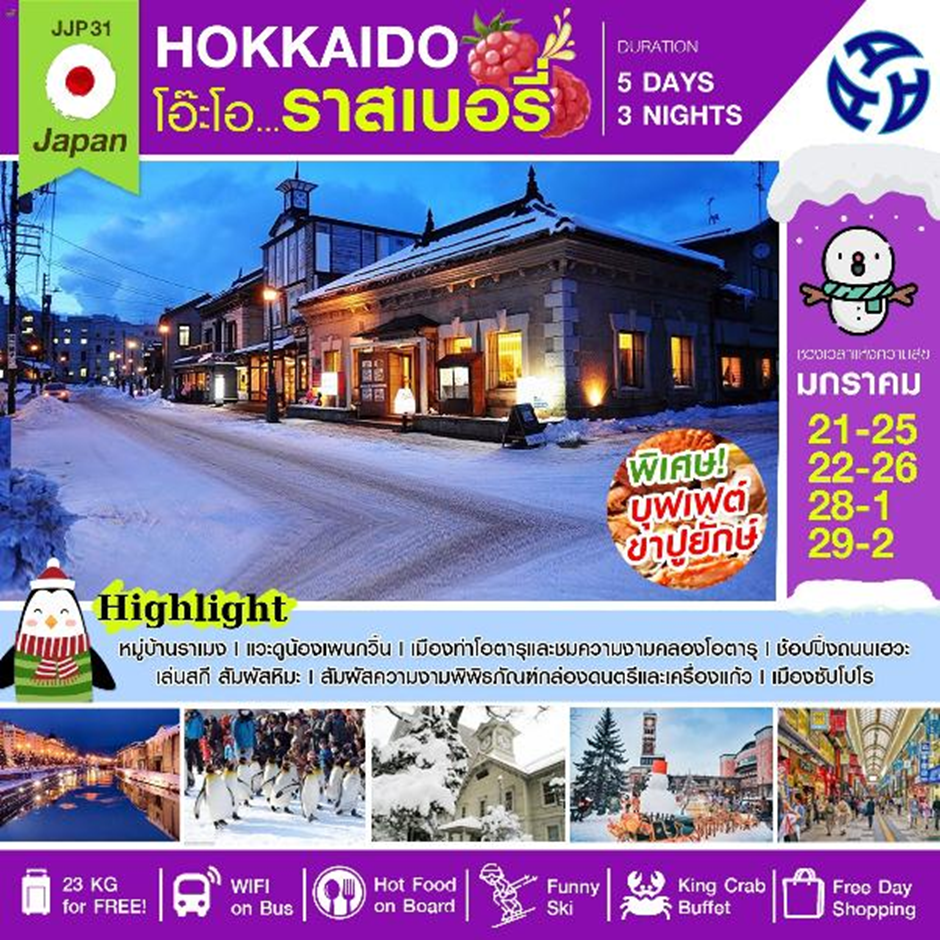 JJP31
Japan
HOKKAIDO
โอ๊ะโอ...ราสเบอรี่
DURATION
5 DAYS
3 NIGHTS
ช่วงเวลาแห่งความสุข
มกราคม
21-25
22-26
28-1
29-2
พิเศษ!
บุฟเฟต์
ขาปูยักษ์
Highlight
หมู่บ้านราเมง l แวะดูน้องเพนกวิ้น l เมืองท่าโอตารุและชมความงามคลองโอตารุ l ช้อปปิ้งถนนเฮวะ
เล่นสกี สัมผัสหิมะ l สัมผัสความงามพิพิธภัณฑ์กล่องดนตรีและเครื่องแก้ว l เมืองซัปโปโร
23 KG
for FREE!
WIFI
on Bus
Hot Food
on Board
Funny
Ski
King Crab
Buffet
Free Day
Shopping